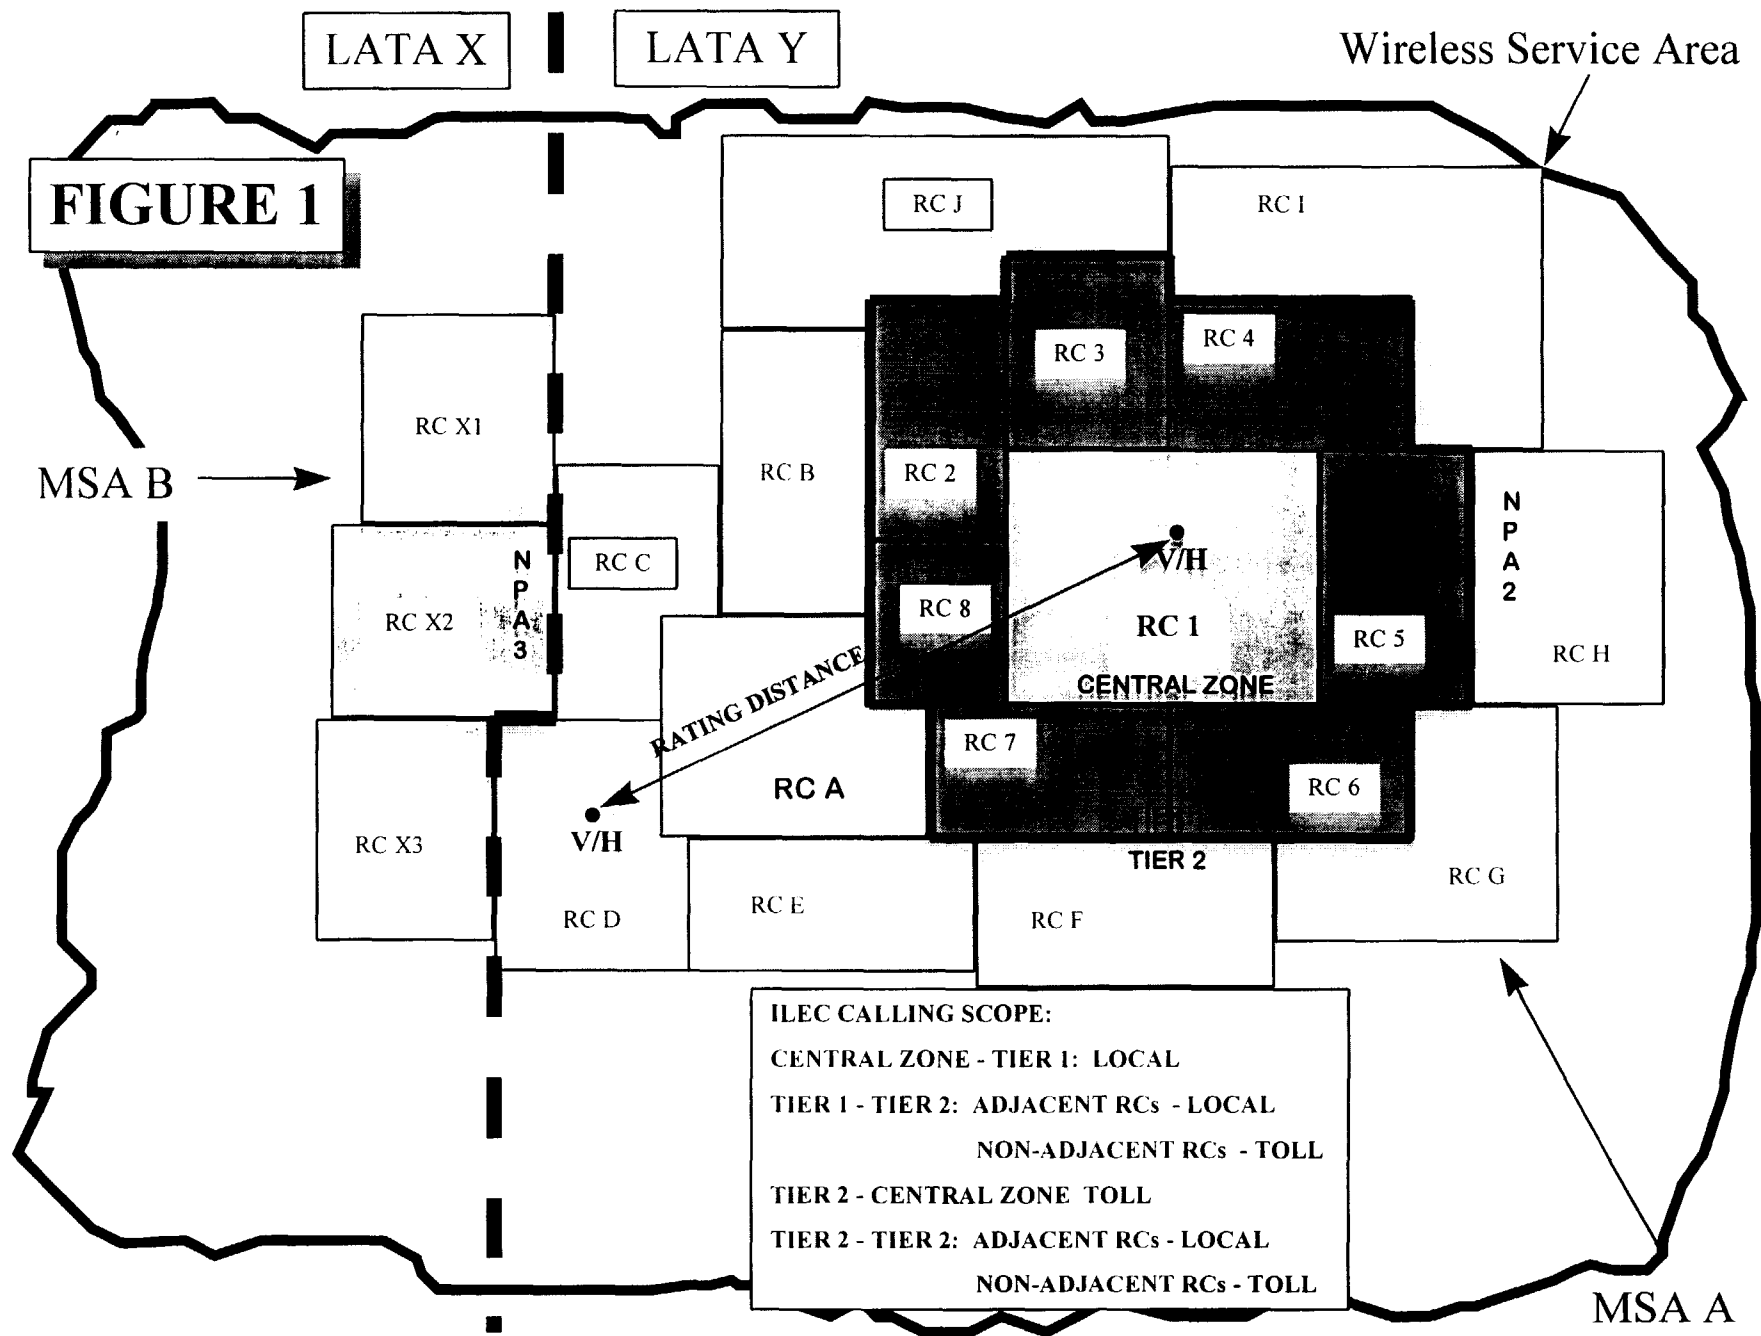 LATA X
LATA Y
Wireless Service Area
FIGURE 1
RC J
RC I
RC 3
RC 4
RC X1
RC B
RC 2
MSA B
NPA2
V/H
RC C
NPA3
RC X2
RC 8
RC 1
RC 5
RC H
CENTRAL ZONE
RATING DISTANCE
RC 7
RC 6
RC A
V/H
RC X3
TIER 2
RC G
RC D
RC E
RC F
ILEC CALLING SCOPE:
CENTRAL ZONE - TIER 1: LOCAL
TIER 1 - TIER 2: ADJACENT RCs - LOCAL
NON-ADJACENT RCs - TOLL
TIER 2 - CENTRAL ZONE TOLL
TIER 2 - TIER 2: ADJACENT RCs - LOCAL
NON-ADJACENT RCs - TOLL
MSA A